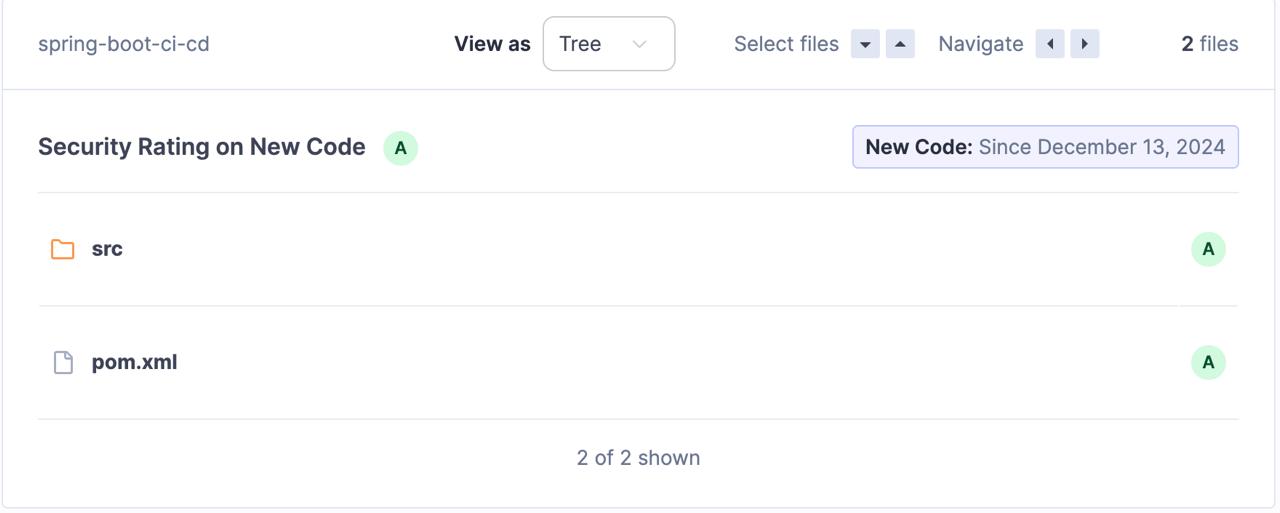 spring-boot-ci-cd View as Tree Select files Navigate 2 files
Security Rating on New Code A New Code: Since December 13, 2024
src A
pom.xml A
2 of 2 shown